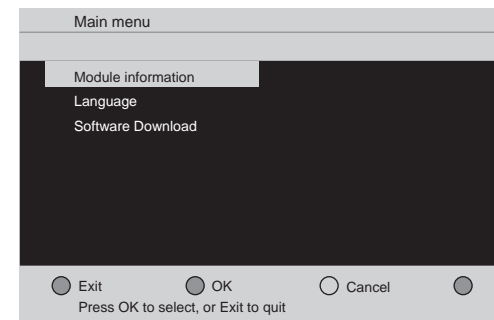 Main menu
Module information
Language
Software Download
Exit OK Cancel
Press OK to select, or Exit to quit